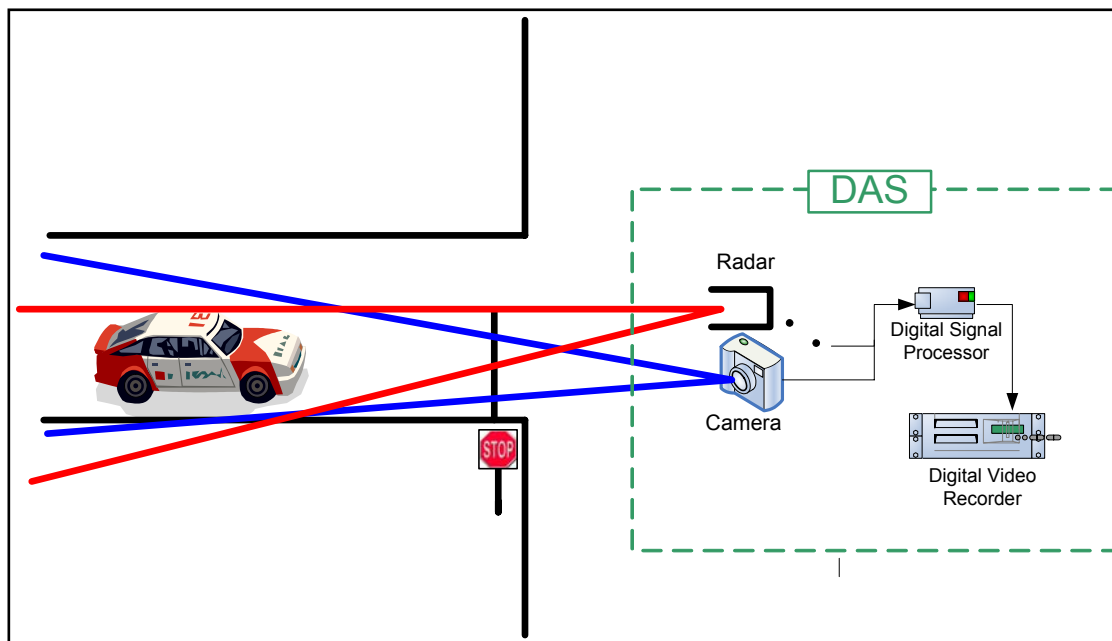 DAS
Radar
Digital Signal
Processor
Camera
STOP
Digital Video
Recorder